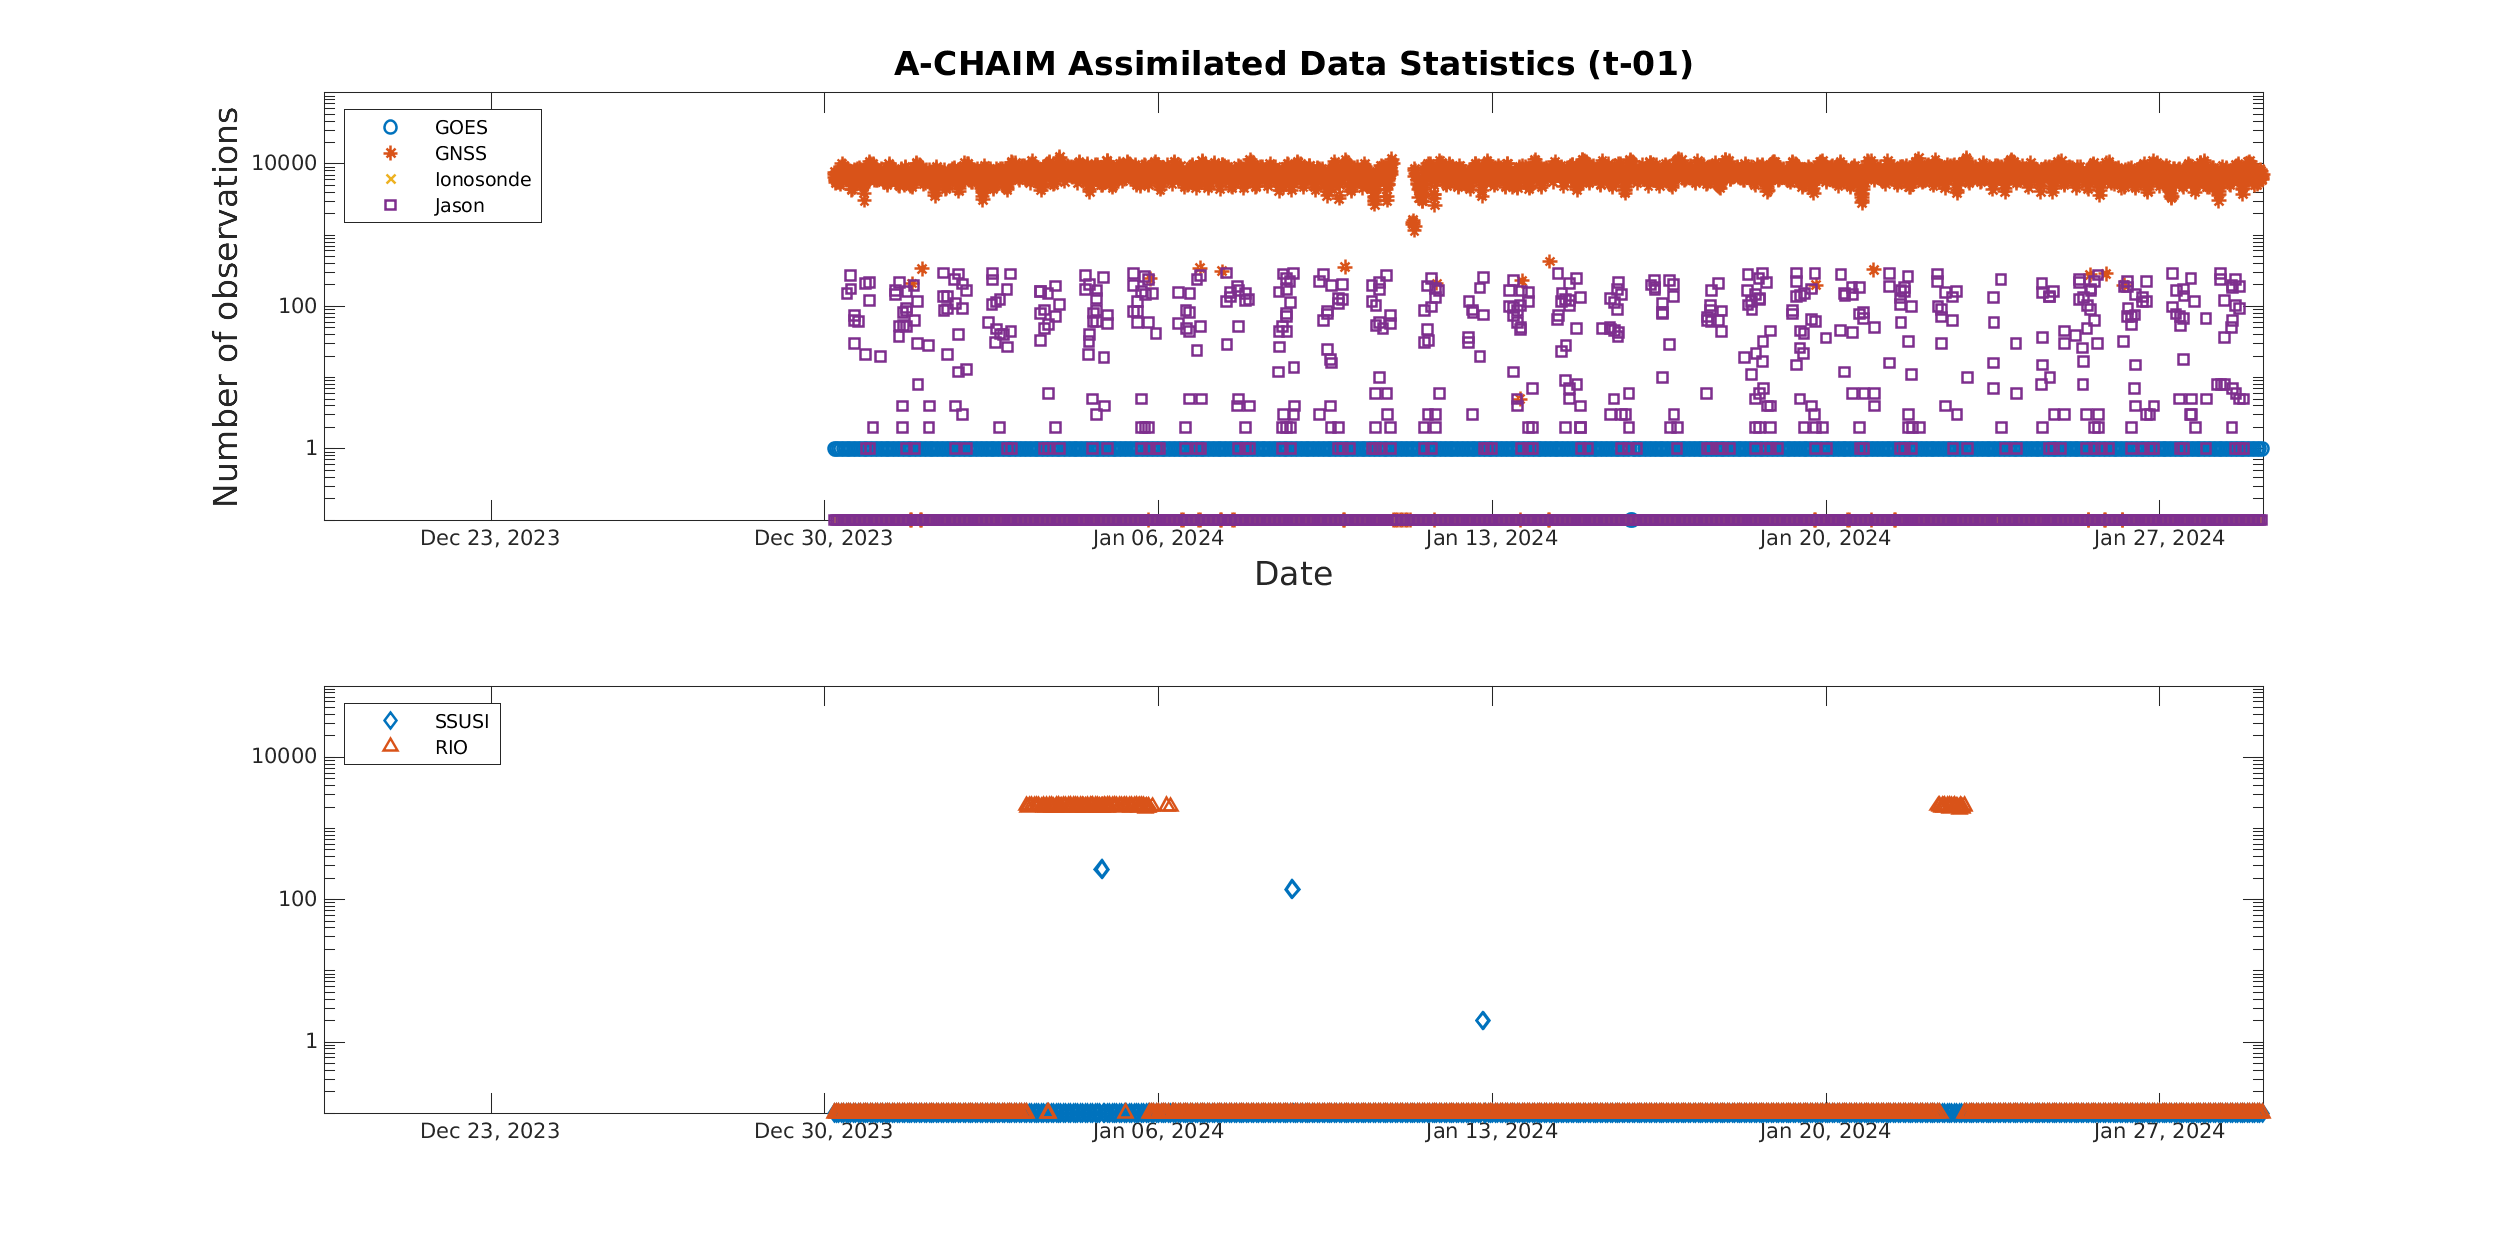 A-CHAIM Assimilated Data Statistics (t-01)
Number of observations
10000
100
1
GOES
GNSS
Ionosonde
Jason
Dec 23, 2023
Dec 30, 2023
Jan 06, 2024
Jan 13, 2024
Jan 20, 2024
Jan 27, 2024
Date
10000
100
1
SSUSI
RIO
Dec 23, 2023
Dec 30, 2023
Jan 06, 2024
Jan 13, 2024
Jan 20, 2024
Jan 27, 2024